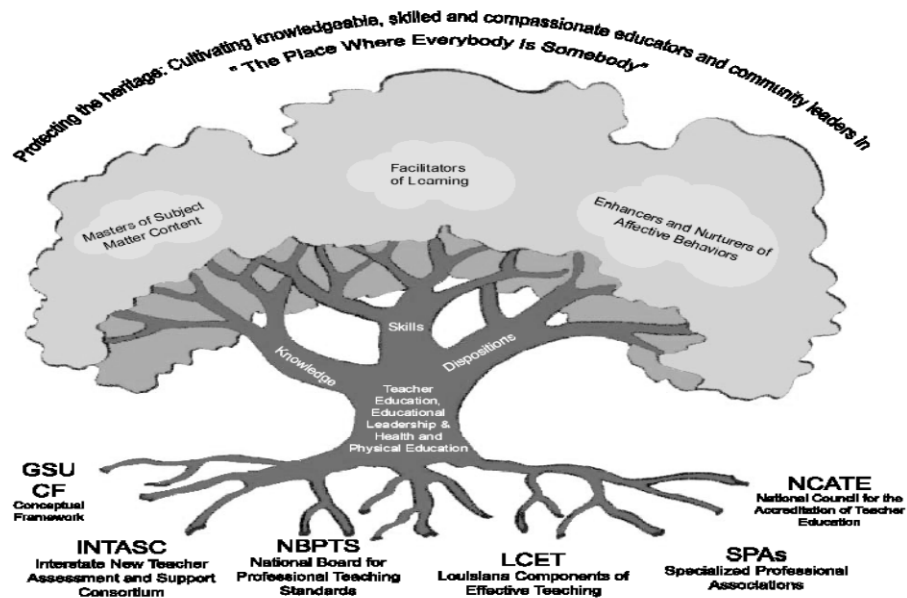 Protecting the heritage: Cultivating knowledgeable, skilled and compassionate educators and community leaders in
" The Place Where Everybody is Somebody"
Facilitators
of Learning
Masters of Subject
Matter Content
Enhancers and Nurturers of
Affective Behaviors
Skills
Knowledge
Dispositions
Teacher
Education,
Educational
Leadership &
Health and
Physical Education
GSU
CF
Conceptual
Framework
NCATE
National Council for the
Accreditation of Teacher
Education
INTASC
Interstate New Teacher
Assessment and Support
Consortium
NBPTS
National Board for
Professional Teaching
Standards
LCET
Louisiana Components of
Effective Teaching
SPAs
Specialized Professional
Associations